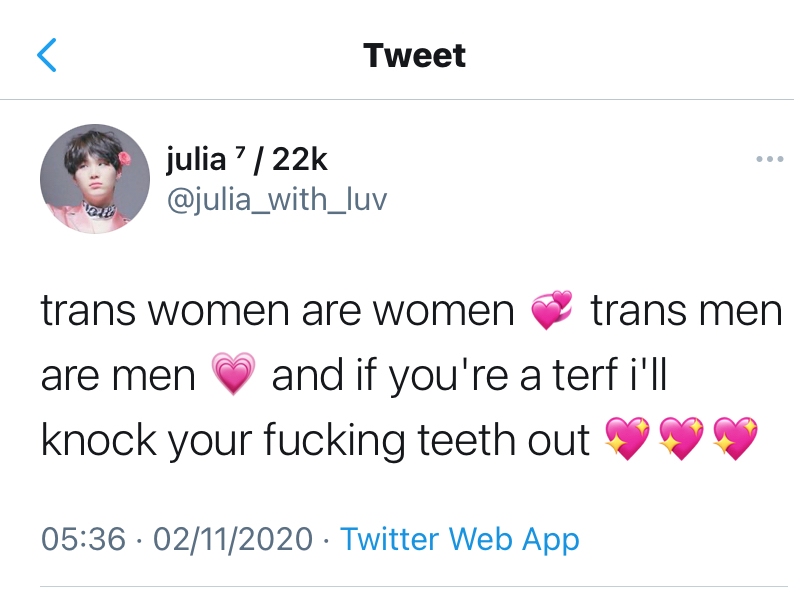 Tweet
julia ⁷ / 22k
@julia_with_luv
trans women are women 💞 trans men
are men 💗 and if you're a terf i'll
knock your fucking teeth out 💖💖💖
05:36 · 02/11/2020 · Twitter Web App